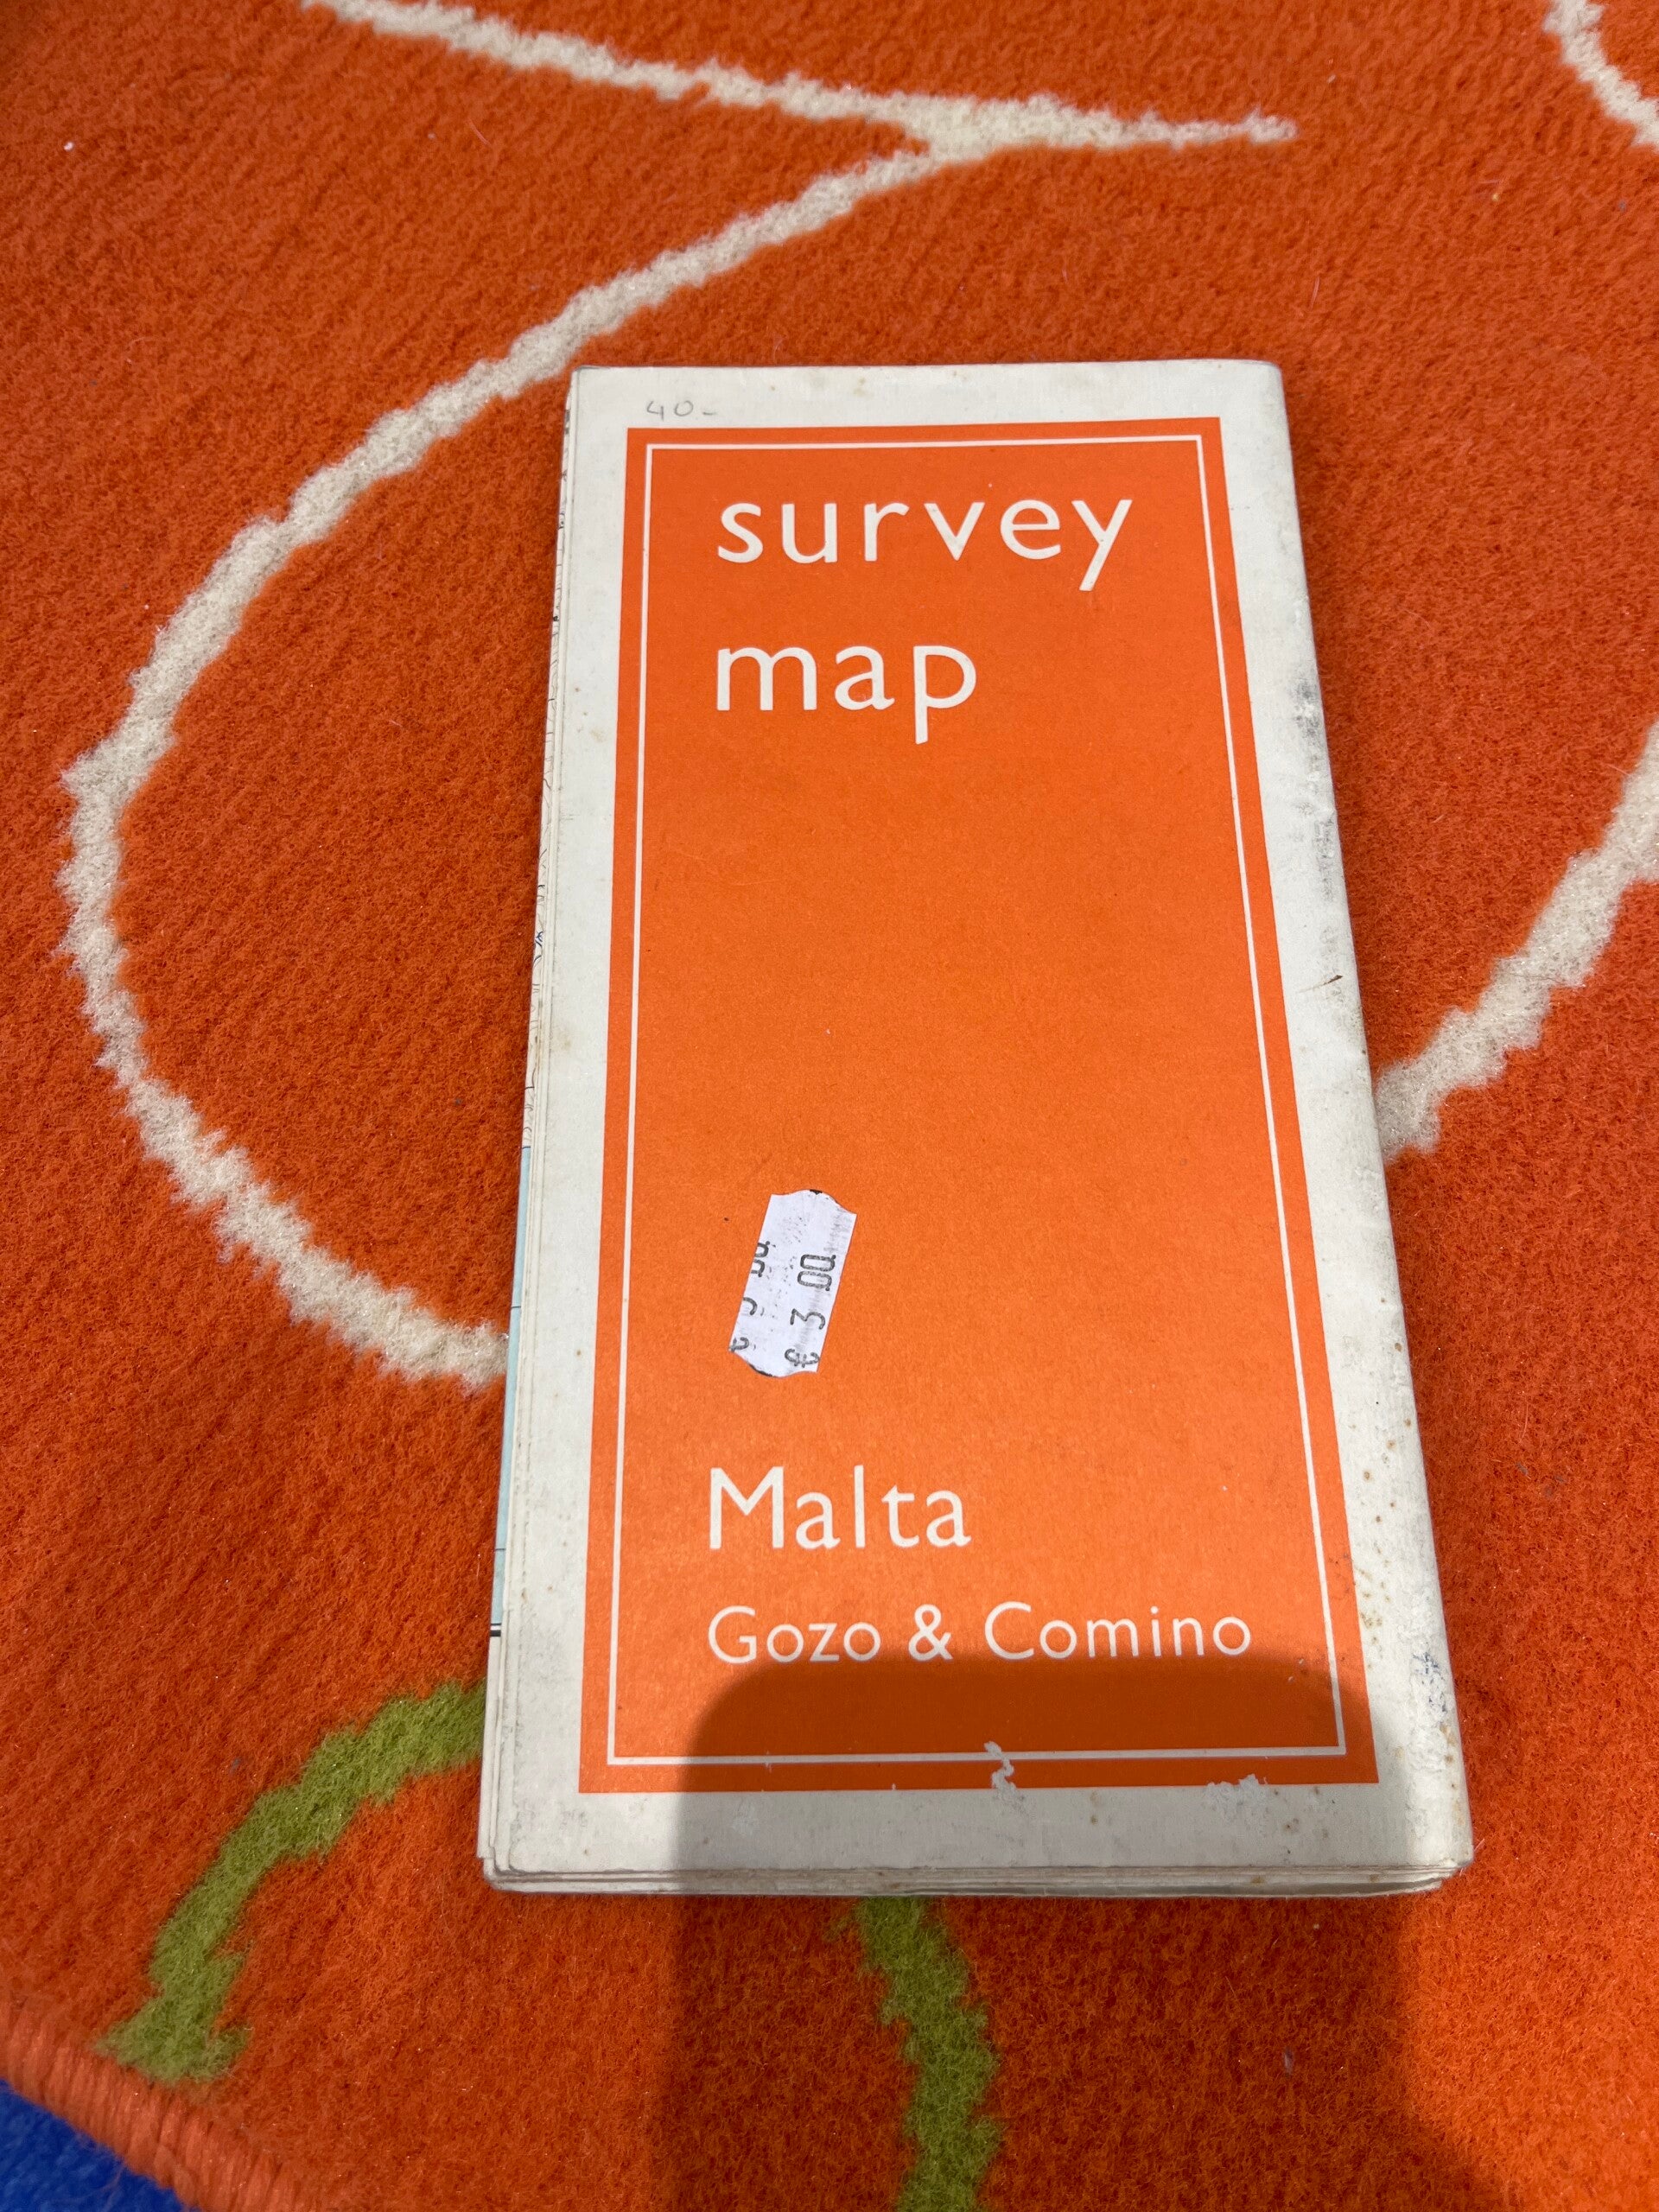 40-
survey
map
€ 3.00
Malta
Gozo & Comino